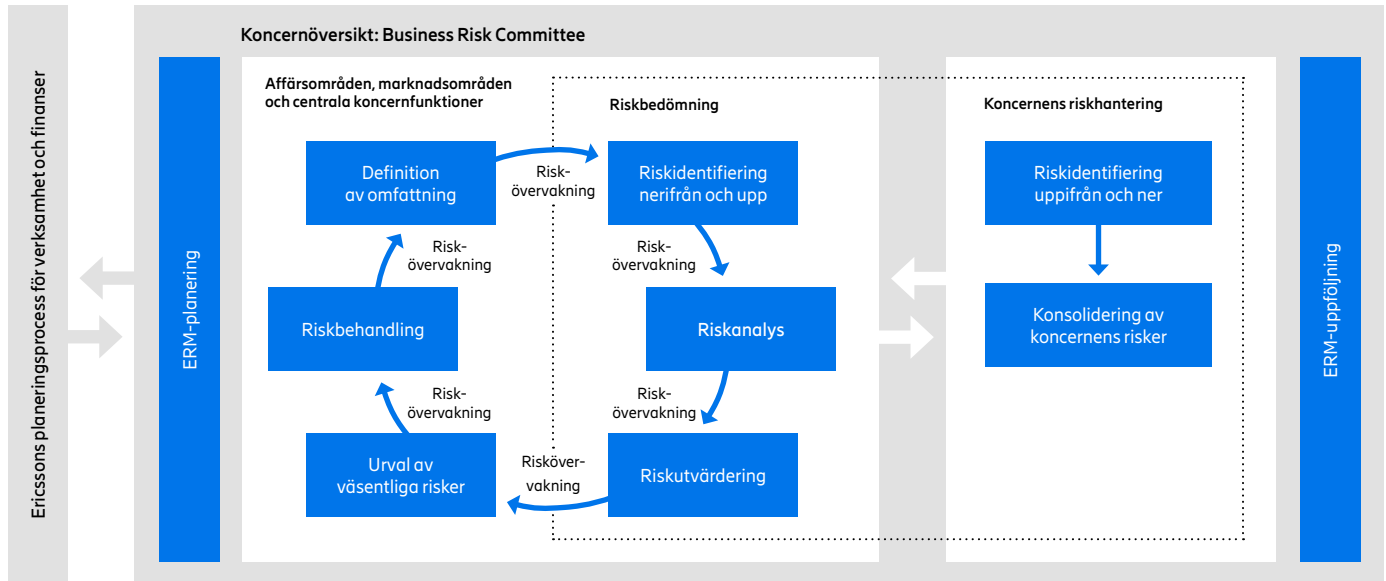 Ericssons planeringsprocess för verksamhet och finanser
Koncernöversikt: Business Risk Committee
ERM-planering
Affärsområden, marknadsområden
och centrala koncernfunktioner
Riskbedömning
Koncernens riskhantering
Definition
av omfattning
Risk-
övervakning
Riskidentifiering
nerifrån och upp
Risk-
övervakning
Riskanalys
Risk-
övervakning
Riskutvärdering
Risköver-
vakning
Urval av
väsentliga risker
Risk-
övervakning
Riskbehandling
Risk-
övervakning
Riskidentifiering
uppifrån och ner
Konsolidering av
koncernens risker
ERM-uppföljning